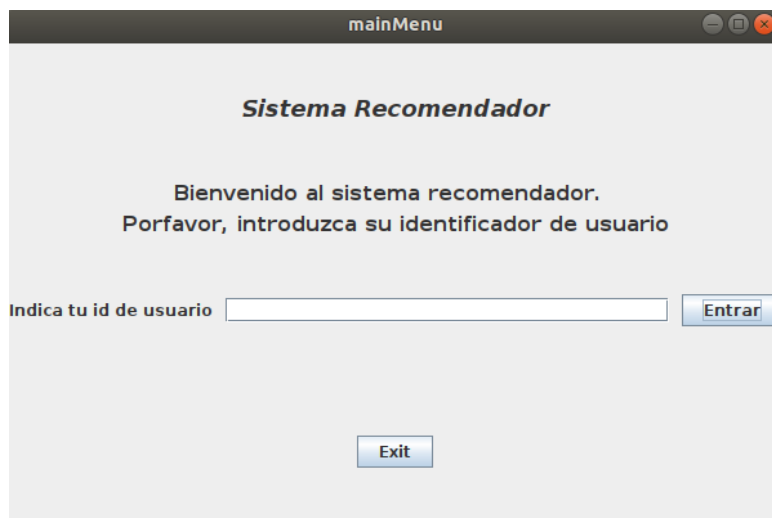 mainMenu
Sistema Recomendador
Bienvenido al sistema recomendador.
Porfavor, introduzca su identificador de usuario
Indica tu id de usuario
Entrar
Exit